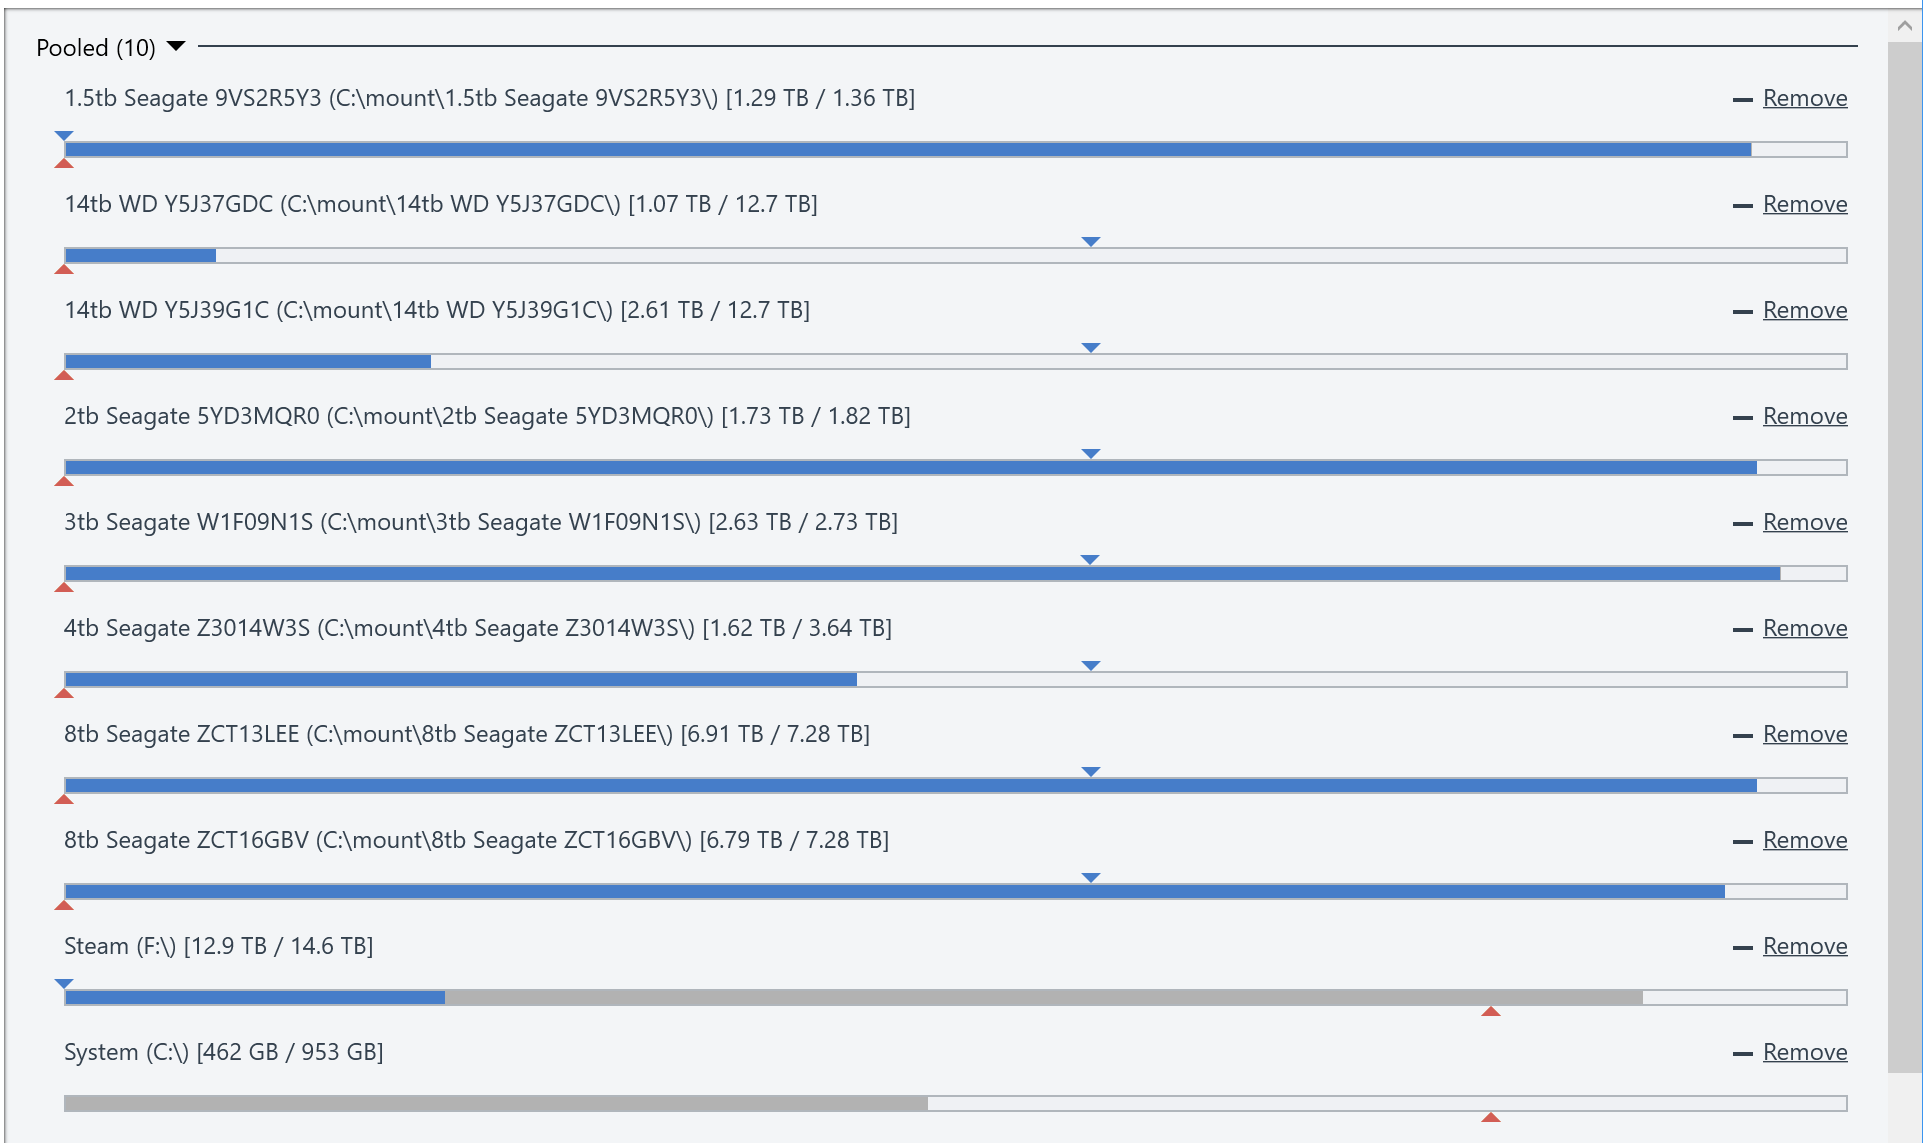 Pooled (10)
1.5tb Seagate 9VS2R5Y3 (C:\mount\1.5tb Seagate 9VS2R5Y3\) [1.29 TB / 1.36 TB] Remove
14tb WD Y5J37GDC (C:\mount\14tb WD Y5J37GDC\) [1.07 TB / 12.7 TB] Remove
14tb WD Y5J39G1C (C:\mount\14tb WD Y5J39G1C\) [2.61 TB / 12.7 TB] Remove
2tb Seagate 5YD3MQR0 (C:\mount\2tb Seagate 5YD3MQR0\) [1.73 TB / 1.82 TB] Remove
3tb Seagate W1F09N1S (C:\mount\3tb Seagate W1F09N1S\) [2.63 TB / 2.73 TB] Remove
4tb Seagate Z3014W3S (C:\mount\4tb Seagate Z3014W3S\) [1.62 TB / 3.64 TB] Remove
8tb Seagate ZCT13LEE (C:\mount\8tb Seagate ZCT13LEE\) [6.91 TB / 7.28 TB] Remove
8tb Seagate ZCT16GBV (C:\mount\8tb Seagate ZCT16GBV\) [6.79 TB / 7.28 TB] Remove
Steam (F:\) [12.9 TB / 14.6 TB] Remove
System (C:\) [462 GB / 953 GB] Remove